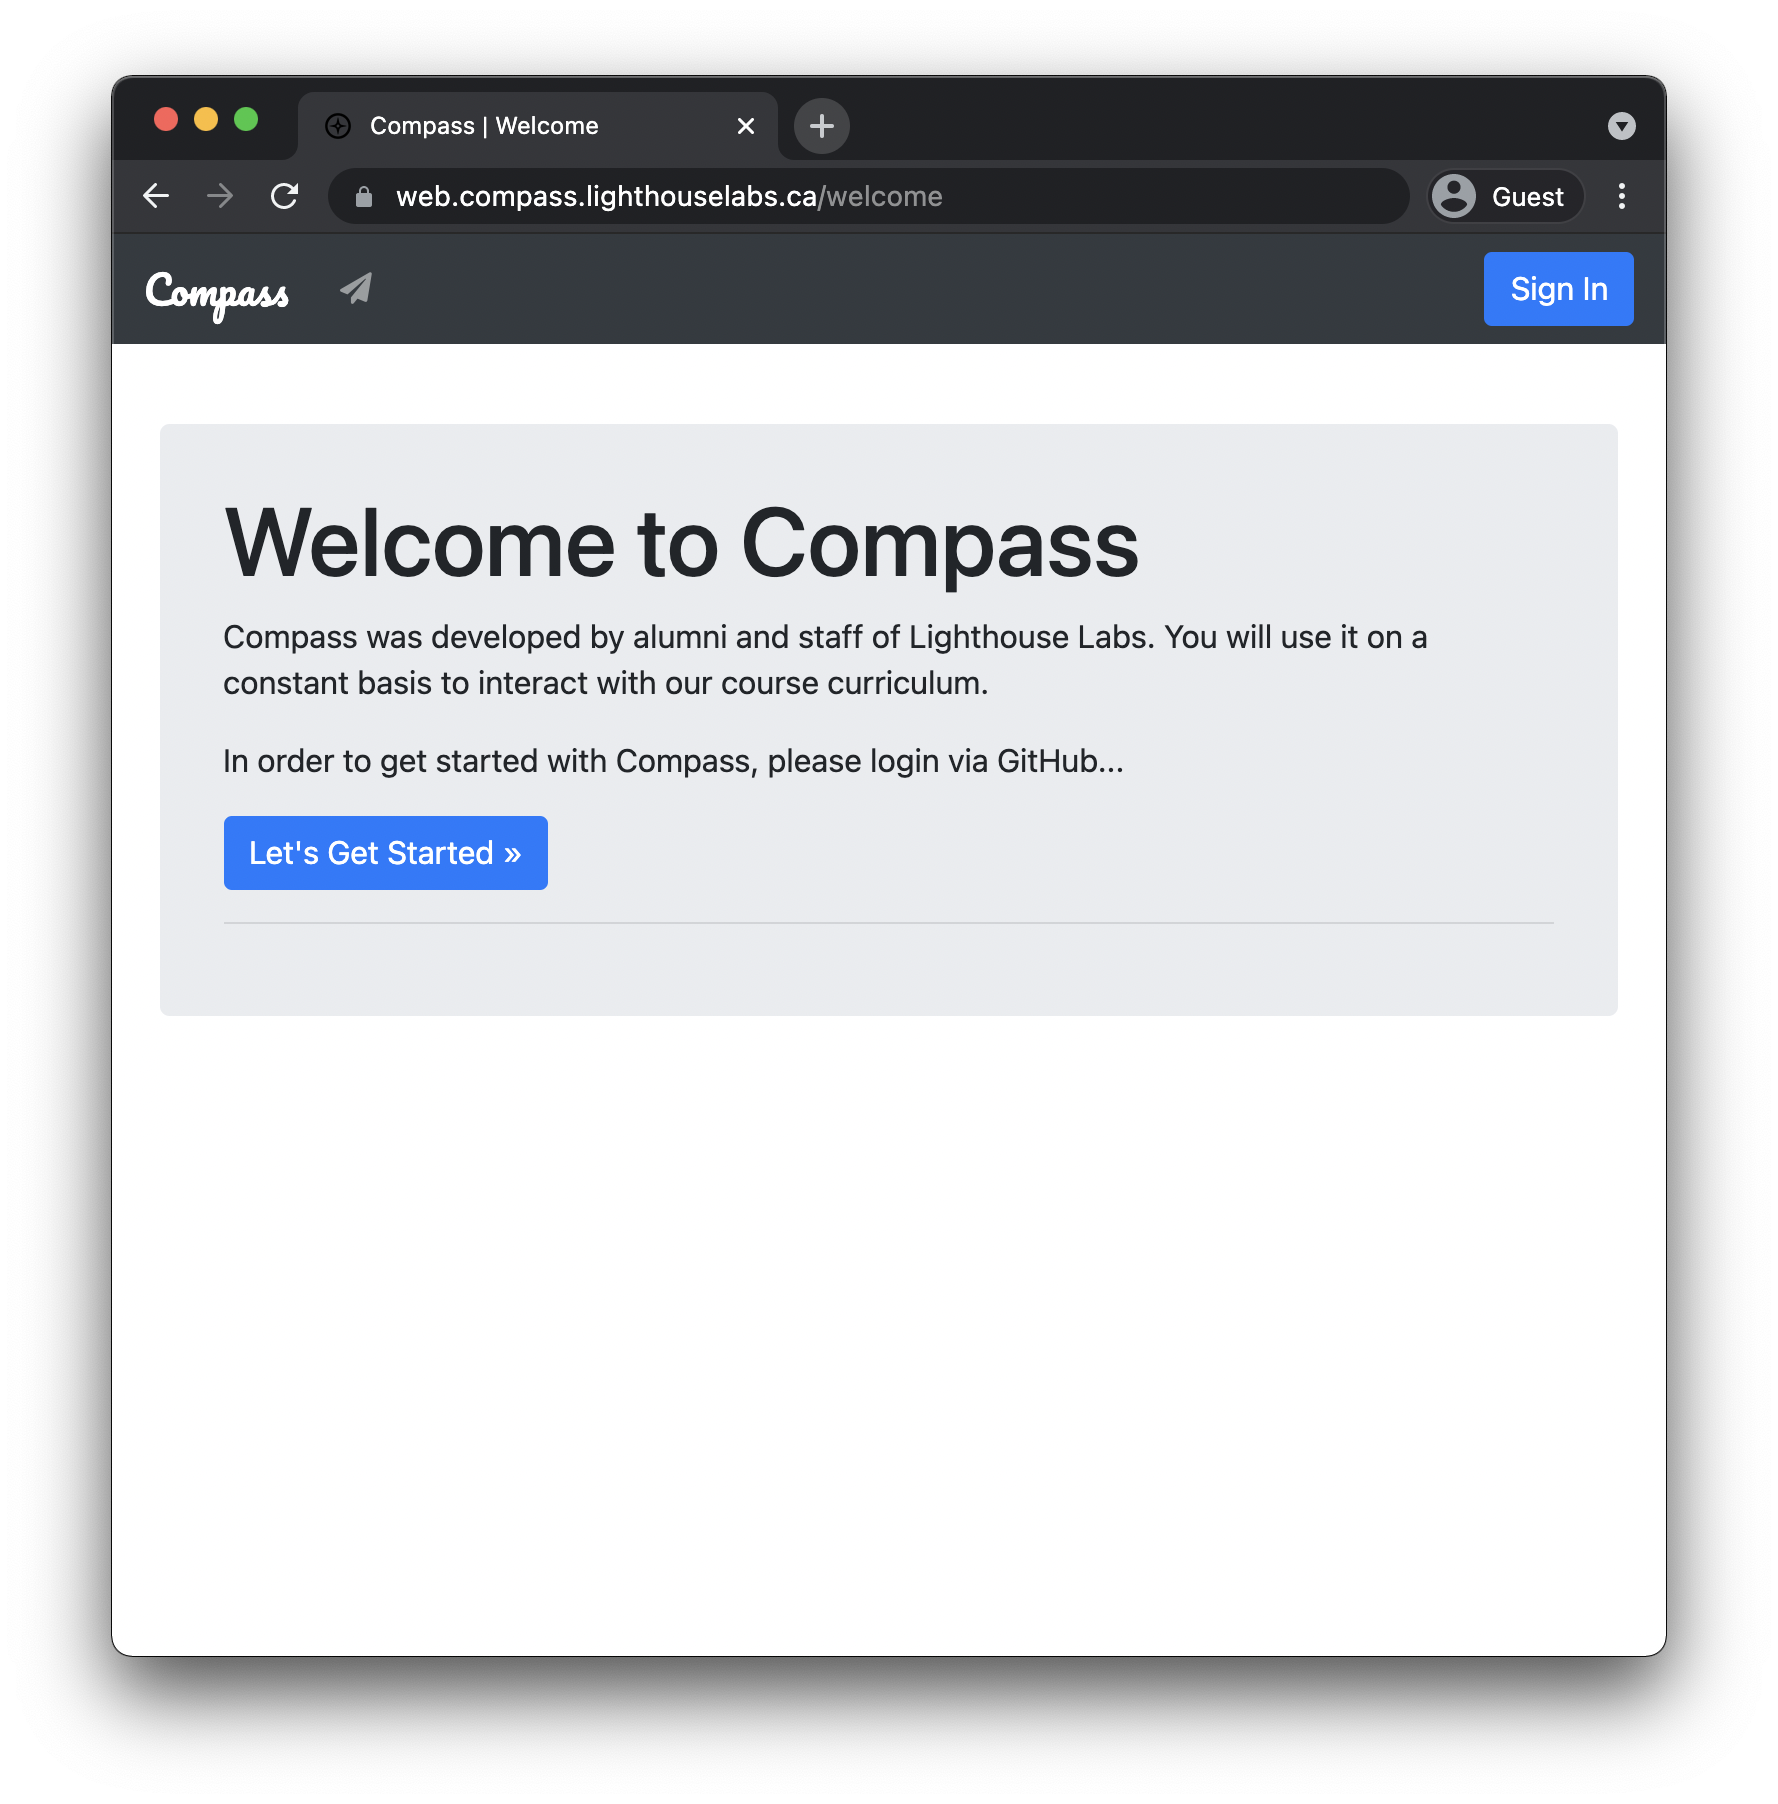 Compass | Welcome
web.compass.lighthouselabs.ca/welcome
Guest
Compass
Sign In
Welcome to Compass
Compass was developed by alumni and staff of Lighthouse Labs. You will use it on a
constant basis to interact with our course curriculum.
In order to get started with Compass, please login via GitHub...
Let's Get Started »